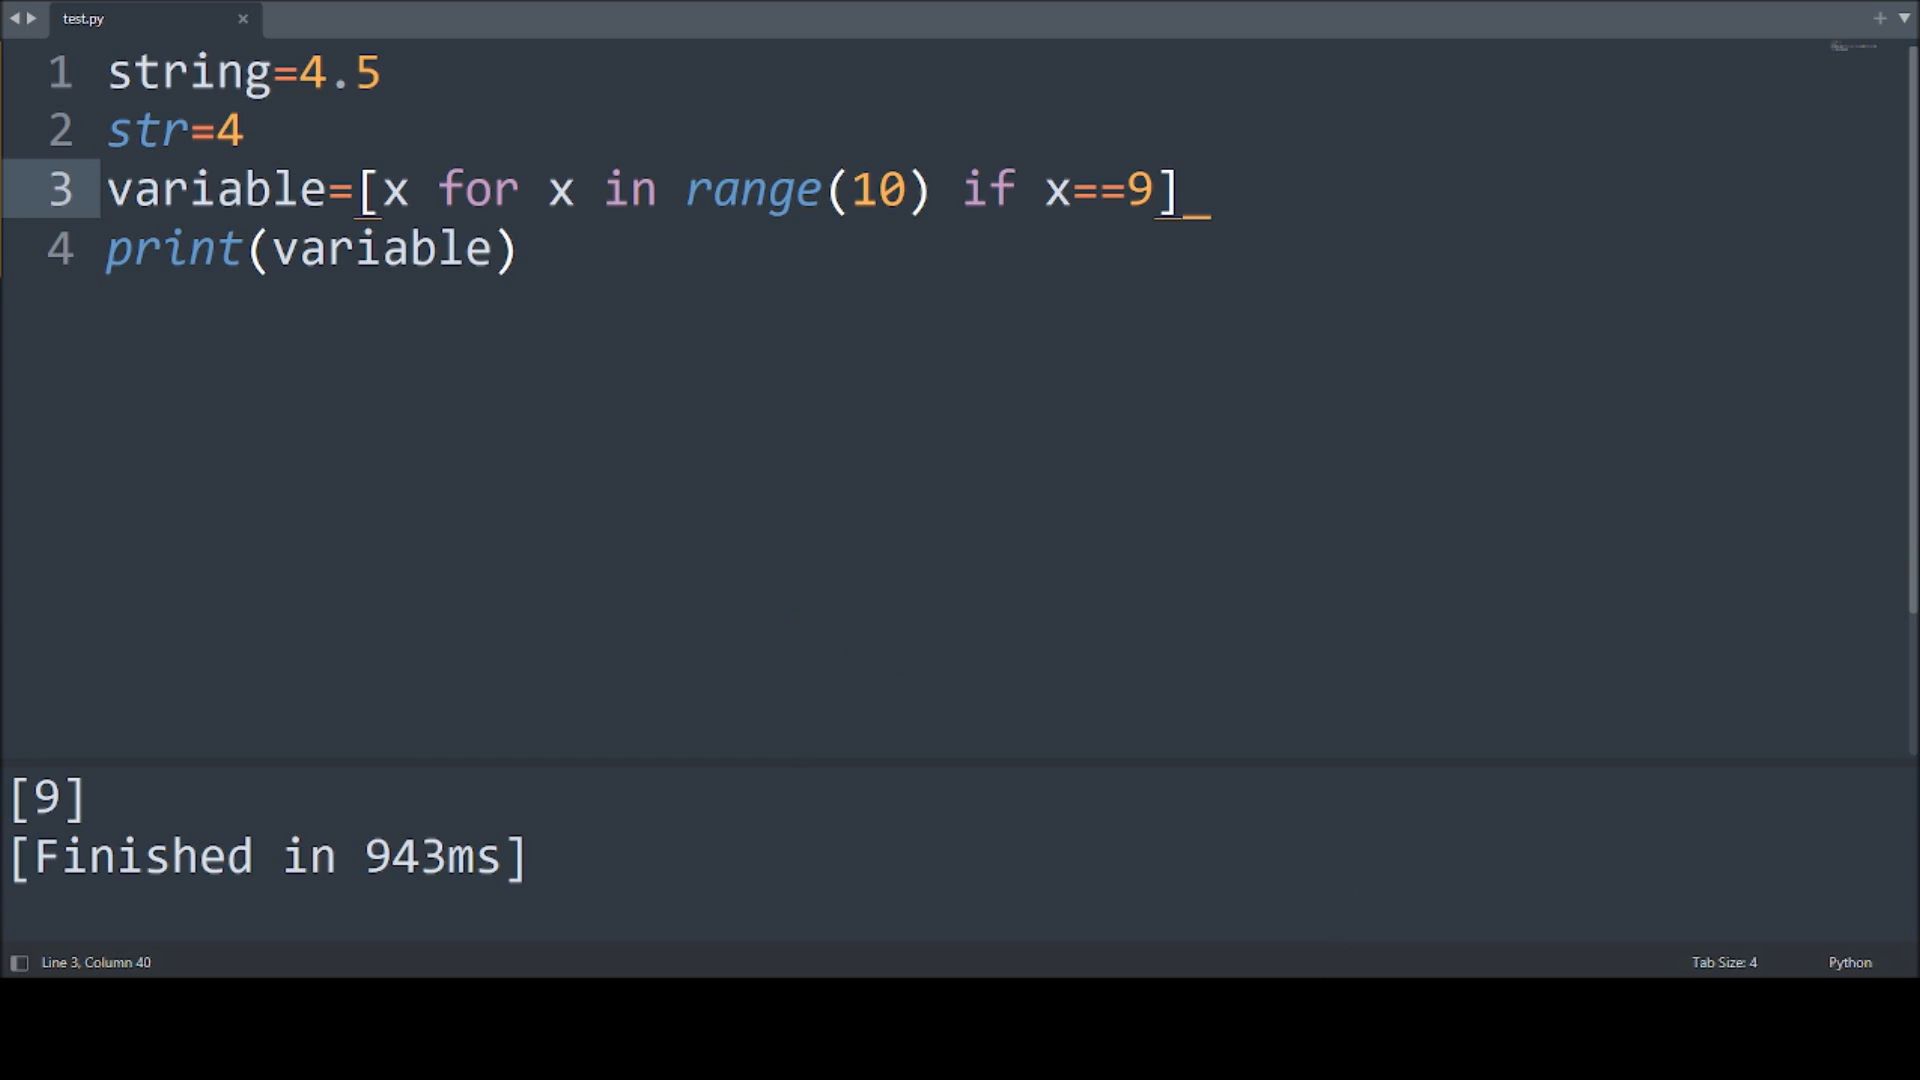 test.py
1 string=4.5
2 str=4
3 variable=[x for x in range(10) if x==9]
4 print(variable)
[9]
[Finished in 943ms]
Line 3, Column 40
Tab Size: 4
Python